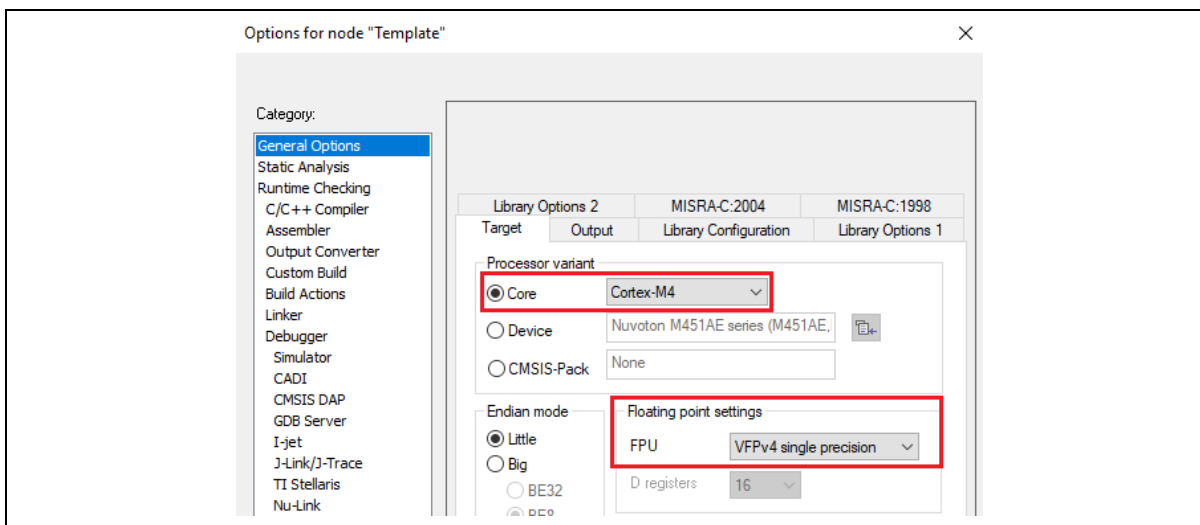 Options for node "Template"
Category:
General Options
Static Analysis
Runtime Checking
C/C++ Compiler
Assembler
Output Converter
Custom Build
Build Actions
Linker
Debugger
Simulator
CADI
CMSIS DAP
GDB Server
I-jet
J-Link/J-Trace
TI Stellaris
Nu-Link
Library Options 2 MISRA-C:2004 MISRA-C:1998
Target Output Library Configuration Library Options 1
Processor variant
Core Cortex-M4
Device Nuvoton M451AE series (M451AE,
CMSIS-Pack None
Endian mode
Little
Big
BE32
BE8
Floating point settings
FPU VFPv4 single precision
D registers 16